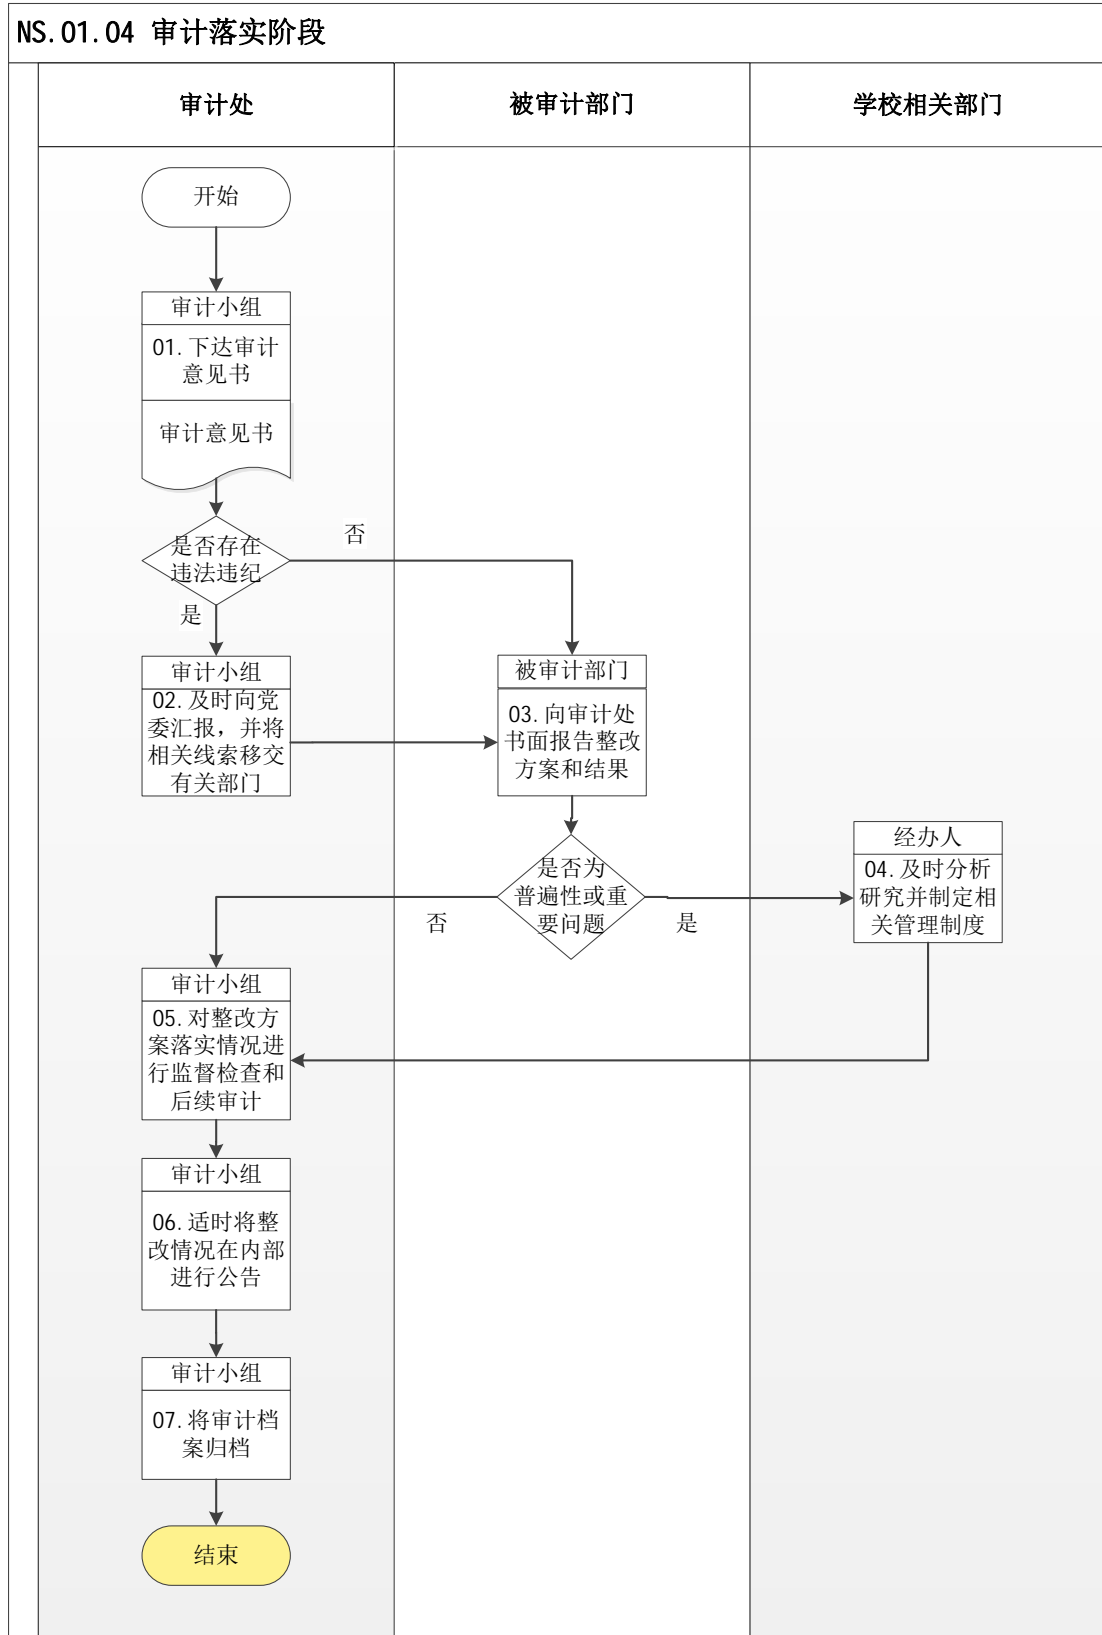 NS.01.04 审计落实阶段
审计处
被审计部门
学校相关部门
开始
审计小组
01.下达审计
意见书
审计意见书
是否存在
违法违纪
否
是
审计小组
02.及时向党
委汇报，并将
相关线索移交
有关部门
被审计部门
03.向审计处
书面报告整改
方案和结果
是否为
普遍性或重
要问题
否
是
经办人
04.及时分析
研究并制定相
关管理制度
审计小组
05.对整改方
案落实情况进
行监督检查和
后续审计
审计小组
06.适时将整
改情况在内部
进行公告
审计小组
07.将审计档
案归档
结束